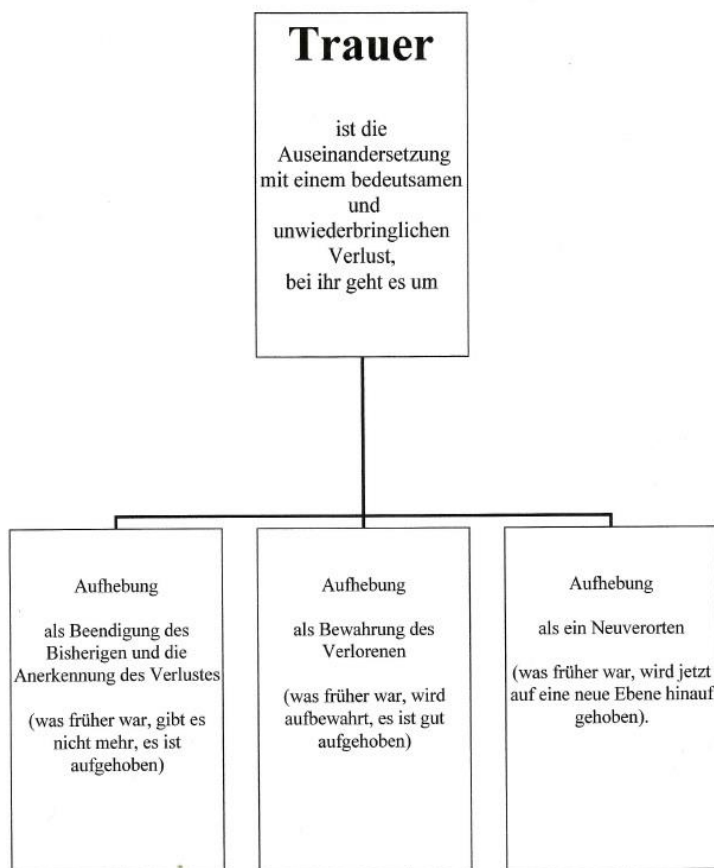 Trauer
ist die
Auseinandersetzung
mit einem bedeutsamen
und
unwiederbringlichen
Verlust,
bei ihr geht es um
Aufhebung
als Beendigung des
Bisherigen und die
Anerkennung des Verlustes
(was früher war, gibt es
nicht mehr, es ist
aufgehoben)
Aufhebung
als Bewahrung des
Verlorenen
(was früher war, wird
aufbewahrt, es ist gut
aufgehoben)
Aufhebung
als ein Neuverorten
(was früher war, wird jetzt
auf eine neue Ebene hinauf
gehoben).